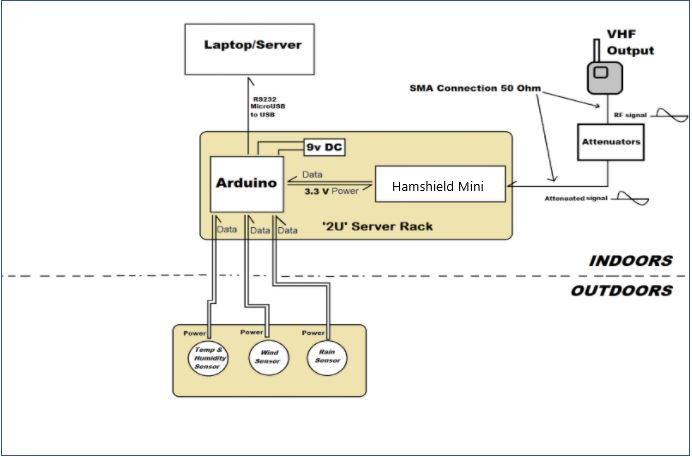 Laptop/Server
VHF
Output
SMA Connection 50 Ohm
RS232
MicroUSB
to USB
RF signal
Attenuators
9v DC
Arduino
Data
3.3 V Power
Hamshield Mini
Attenuated signal
Data
Data
Data
'2U' Server Rack
INDOORS
OUTDOORS
Power
Power
Power
Temp &
Humidity
Sensor
Wind
Sensor
Rain
Sensor